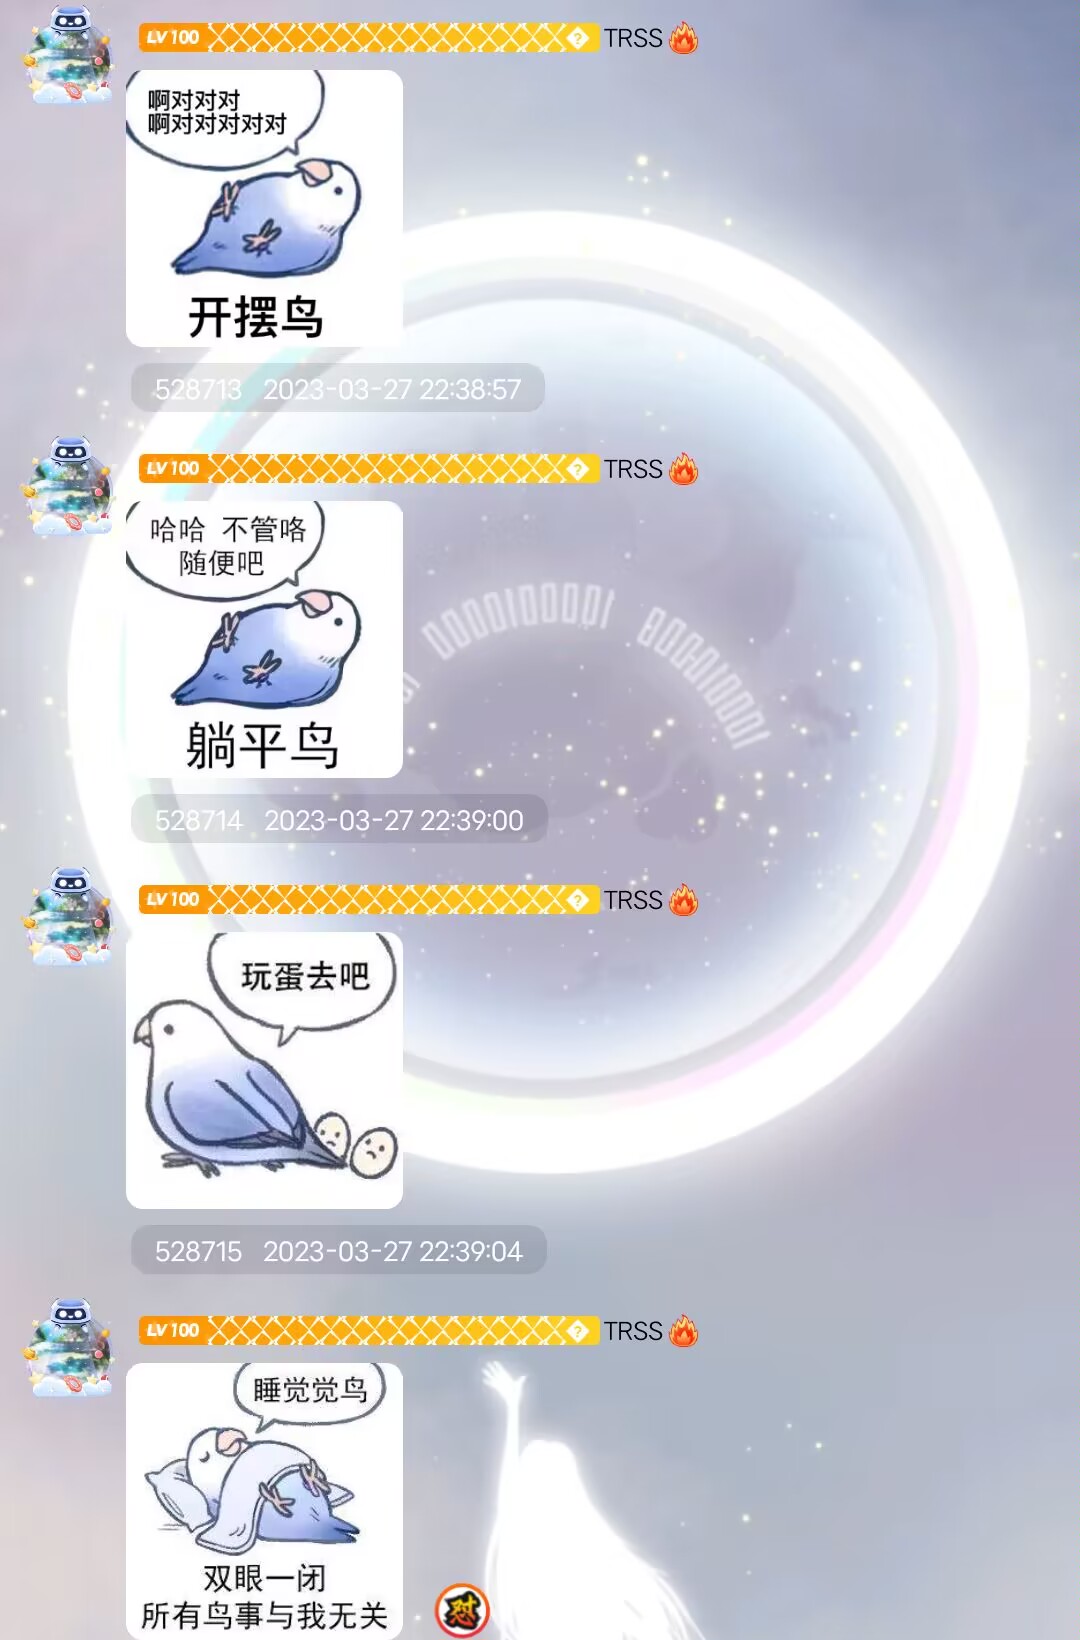 LV100 TRSS
啊对对对
啊对对对对对
开摆鸟
528713 2023-03-27 22:38:57
LV100 TRSS
哈哈 不管咯
随便吧
躺平鸟
528714 2023-03-27 22:39:00
LV100 TRSS
玩蛋去吧
528715 2023-03-27 22:39:04
LV100 TRSS
睡觉觉鸟
双眼一闭
所有鸟事与我无关
怼